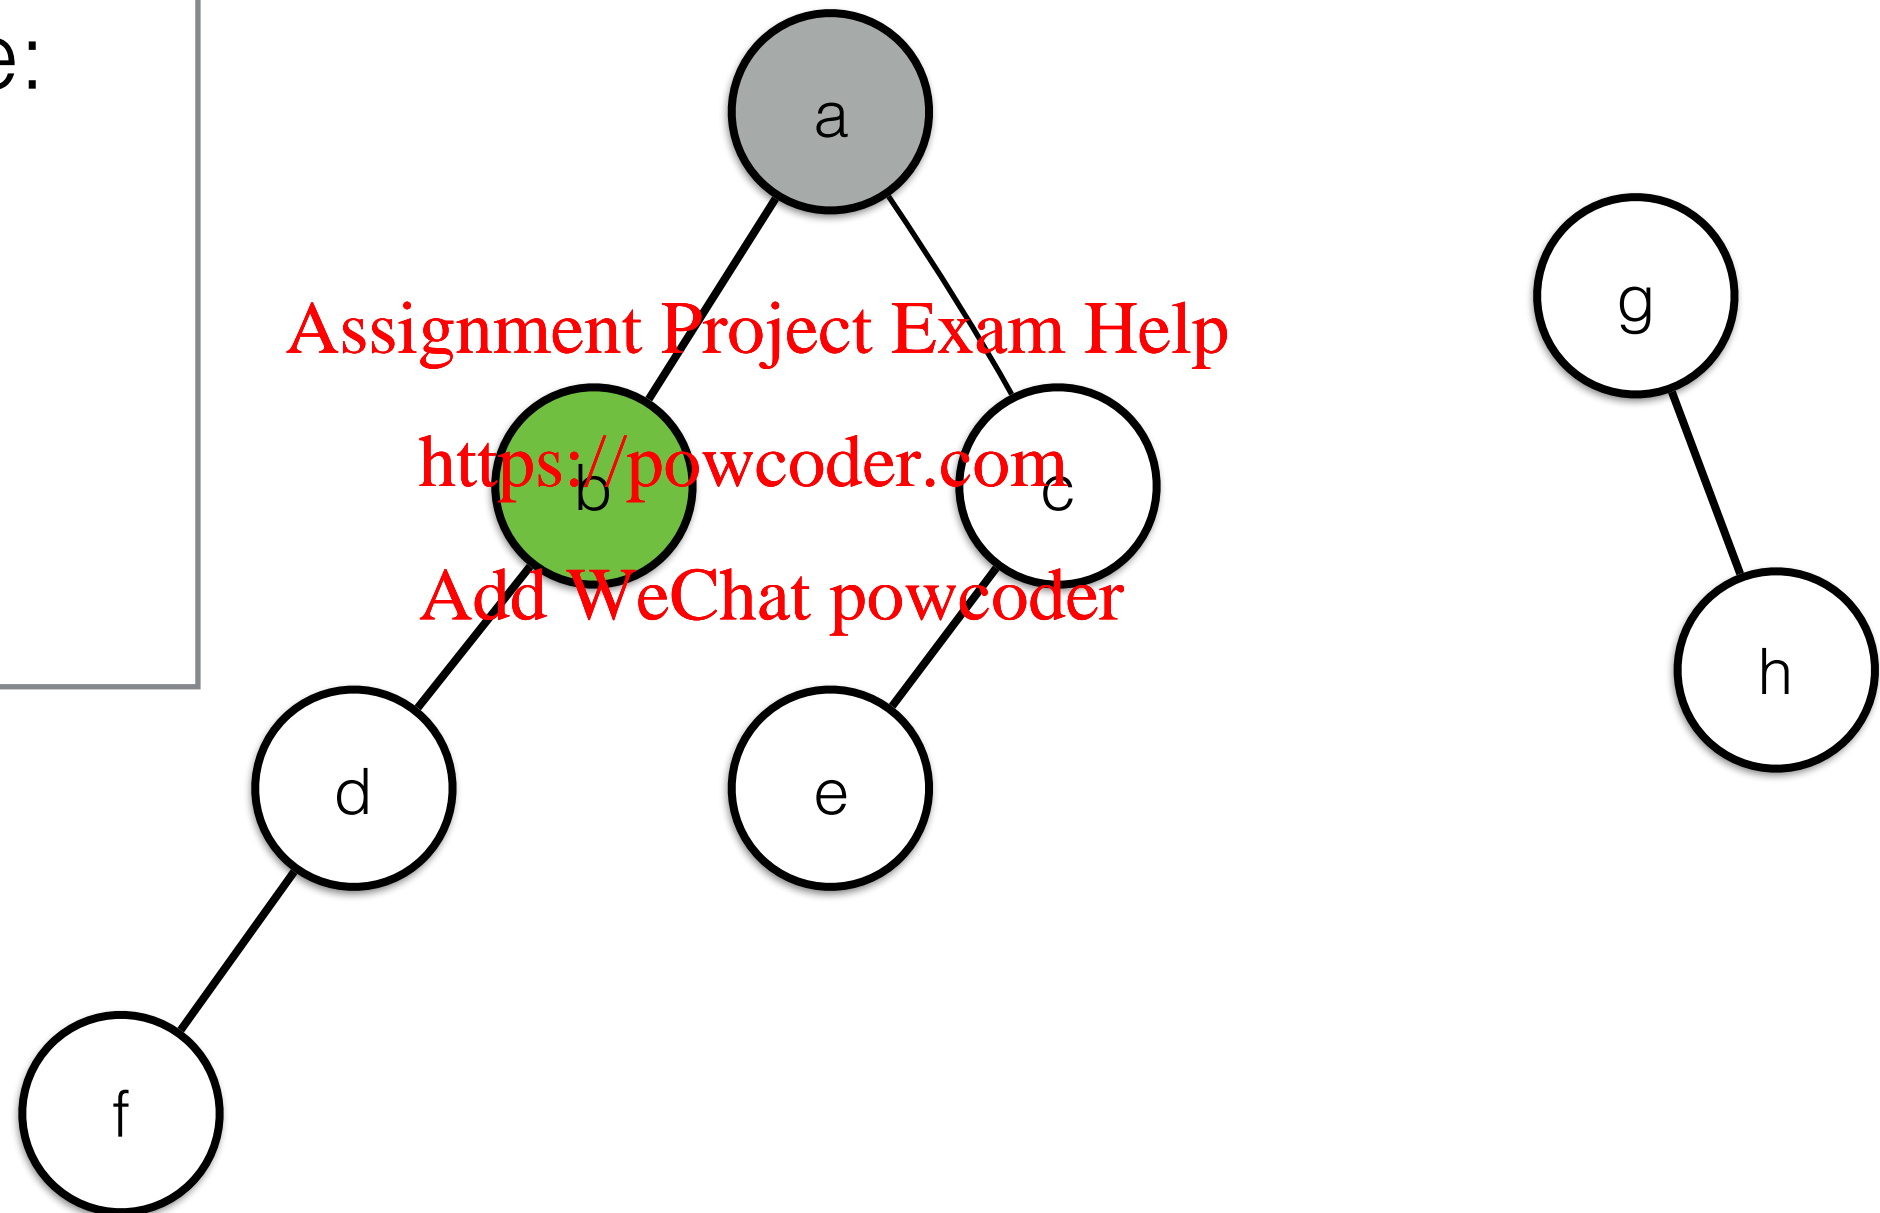 e:
a
g
Assignment Project Exam Help
https://powcoder.com
b
c
Add WeChat powcoder
h
d
e
f